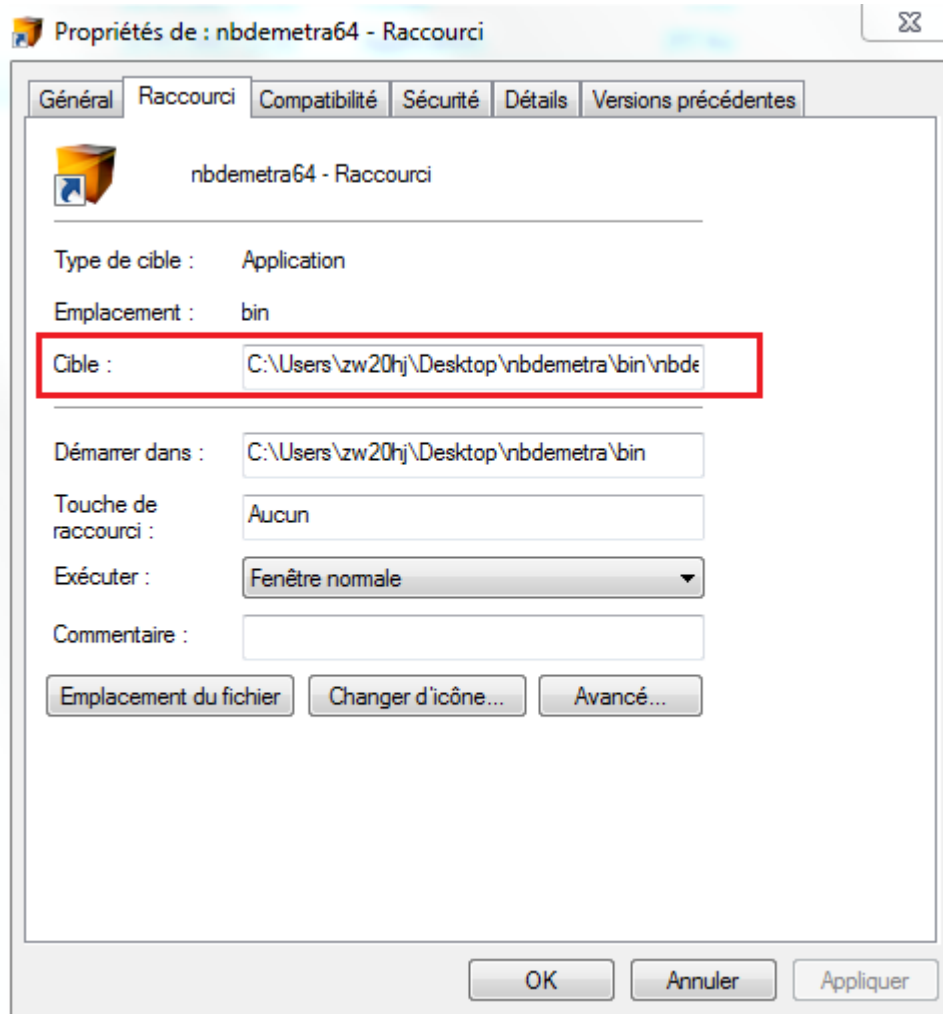 Propriétés de : nbdemetra64 - Raccourci
Général Raccourci Compatibilité Sécurité Détails Versions précédentes
nbdemetra64 - Raccourci
Type de cible : Application
Emplacement : bin
Cible : C:\Users\zw20hj\Desktop\nbdemetra\bin\nbde
Démarrer dans : C:\Users\zw20hj\Desktop\nbdemetra\bin
Touche de
raccourci : Aucun
Exécuter : Fenêtre normale
Commentaire :
Emplacement du fichier Changer d'icône... Avancé...
OK Annuler Appliquer